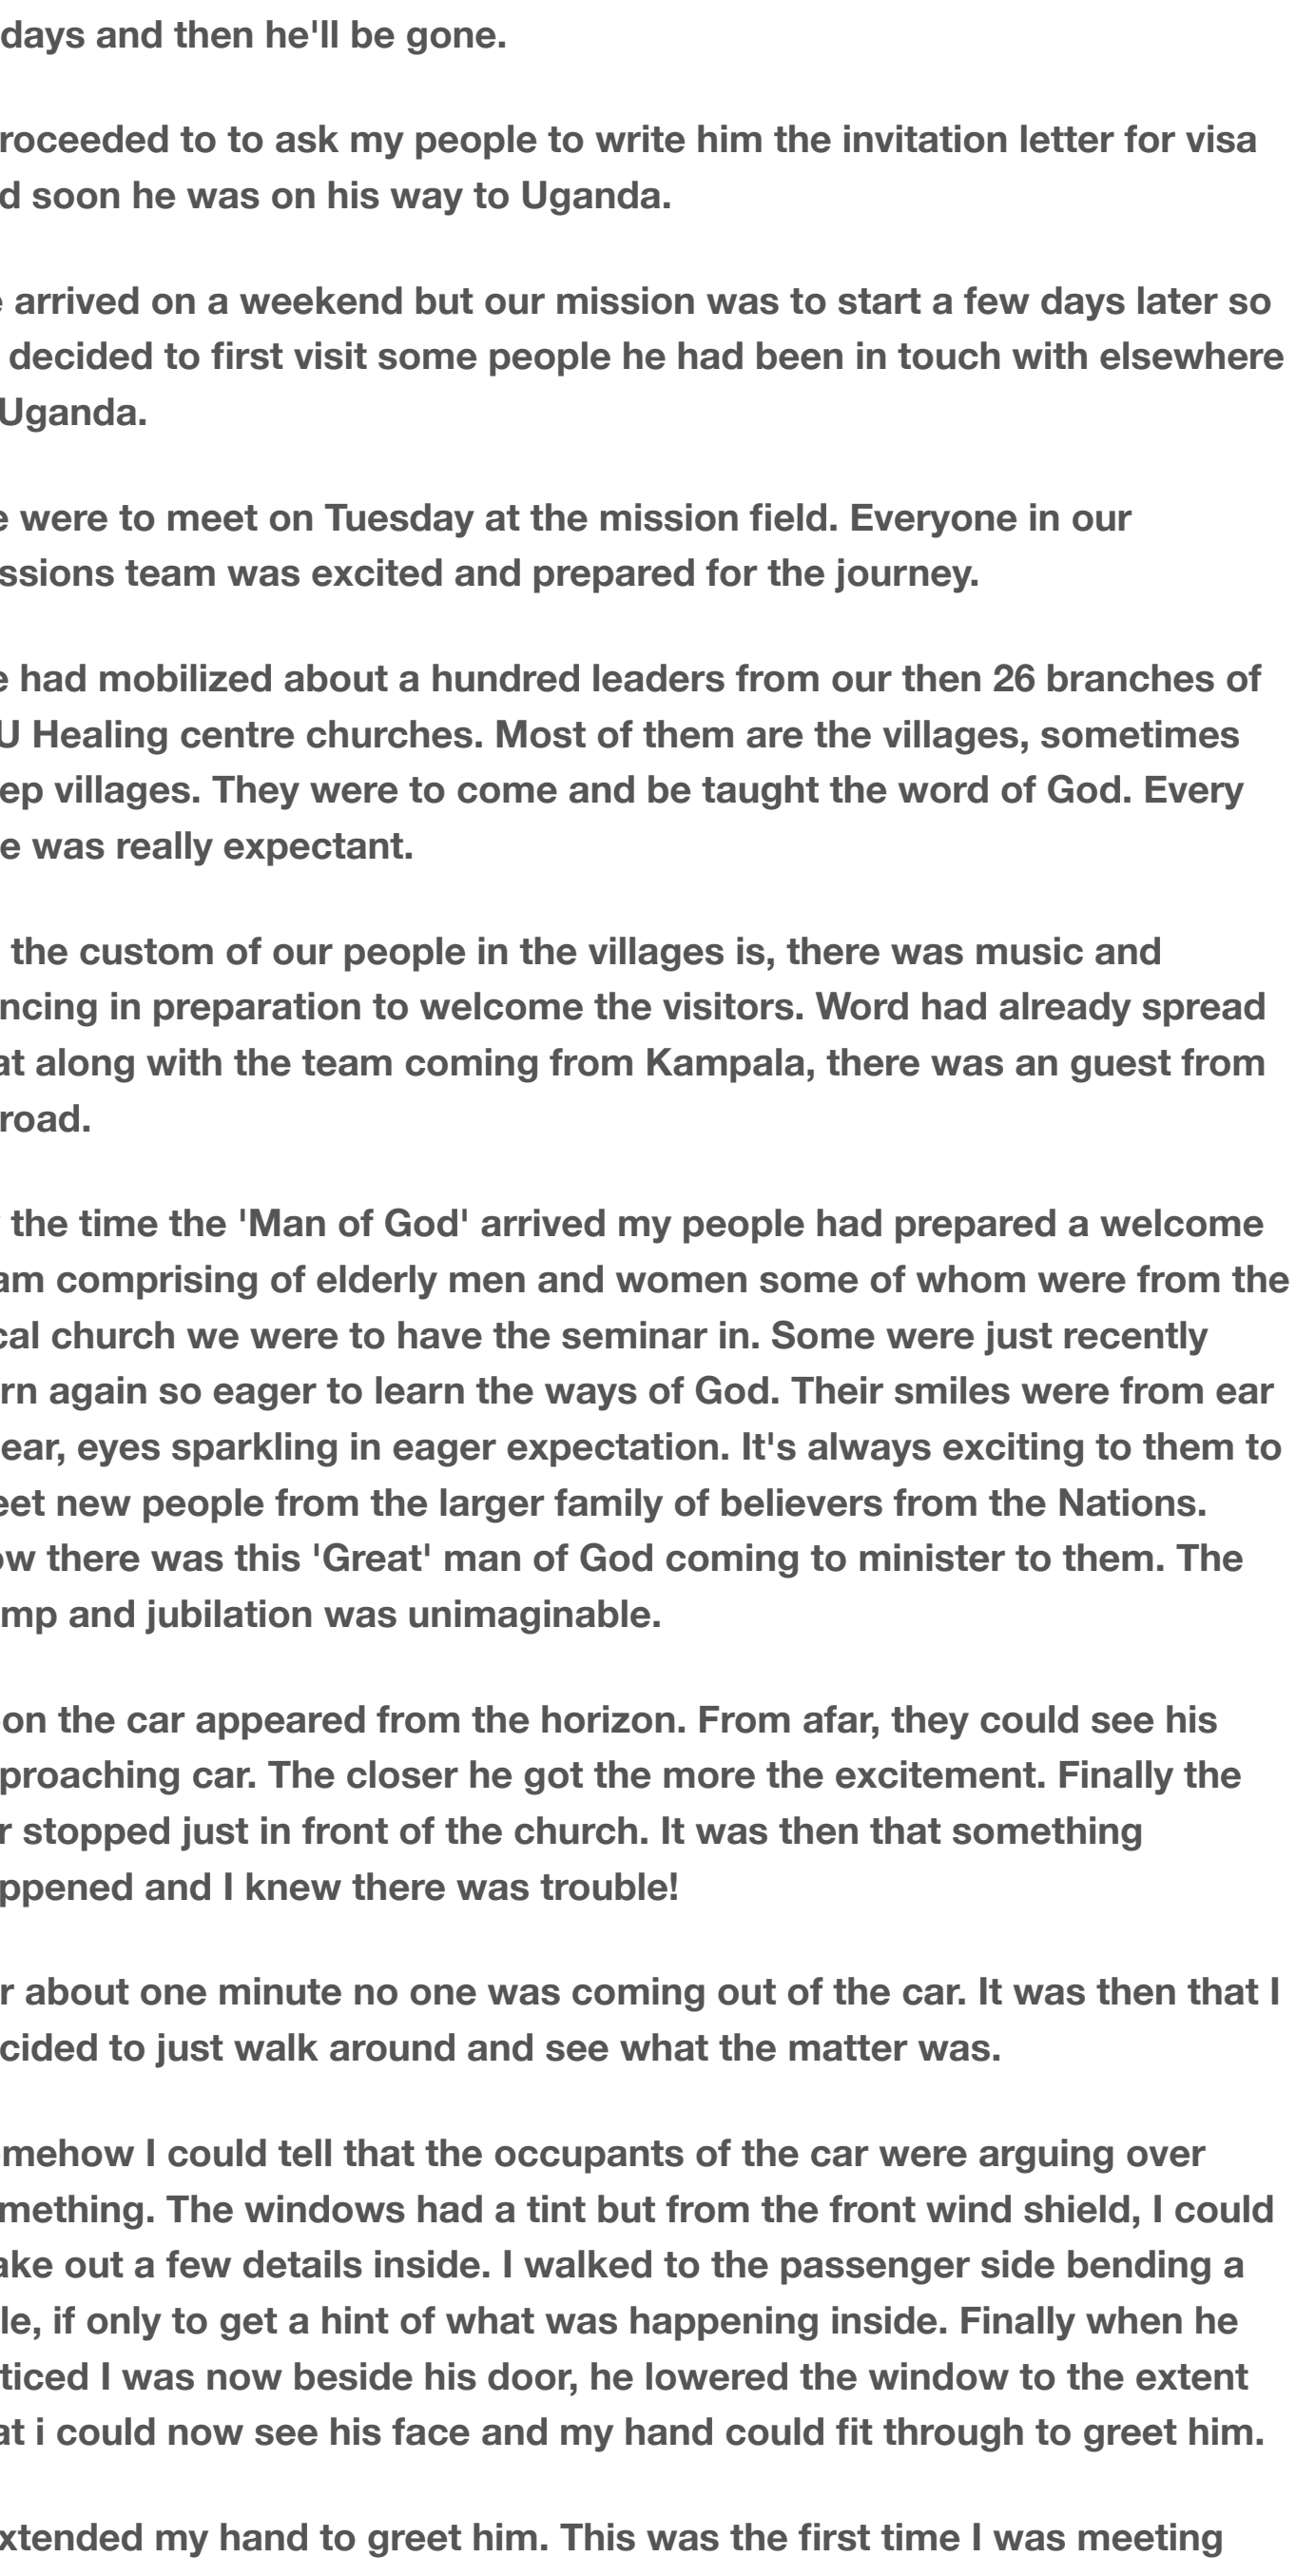 days and then he'll be gone.
roceeded to to ask my people to write him the invitation letter for visa
d soon he was on his way to Uganda.
e arrived on a weekend but our mission was to start a few days later so
decided to first visit some people he had been in touch with elsewhere
Uganda.
e were to meet on Tuesday at the mission field. Everyone in our
ssions team was excited and prepared for the journey.
e had mobilized about a hundred leaders from our then 26 branches of
U Healing centre churches. Most of them are the villages, sometimes
ep villages. They were to come and be taught the word of God. Every
e was really expectant.
the custom of our people in the villages is, there was music and
ncing in preparation to welcome the visitors. Word had already spread
at along with the team coming from Kampala, there was an guest from
road.
the time the 'Man of God' arrived my people had prepared a welcome
am comprising of elderly men and women some of whom were from the
cal church we were to have the seminar in. Some were just recently
rn again so eager to learn the ways of God. Their smiles were from ear
ear, eyes sparkling in eager expectation. It's always exciting to them to
eet new people from the larger family of believers from the Nations.
ow there was this 'Great' man of God coming to minister to them. The
mp and jubilation was unimaginable.
on the car appeared from the horizon. From afar, they could see his
proaching car. The closer he got the more the excitement. Finally the
r stopped just in front of the church. It was then that something
ppened and I knew there was trouble!
r about one minute no one was coming out of the car. It was then that I
cided to just walk around and see what the matter was.
mehow I could tell that the occupants of the car were arguing over
mething. The windows had a tint but from the front wind shield, I could
ake out a few details inside. I walked to the passenger side bending a
le, if only to get a hint of what was happening inside. Finally when he
ticed I was now beside his door, he lowered the window to the extent
at i could now see his face and my hand could fit through to greet him.
xtended my hand to greet him. This was the first time I was meeting